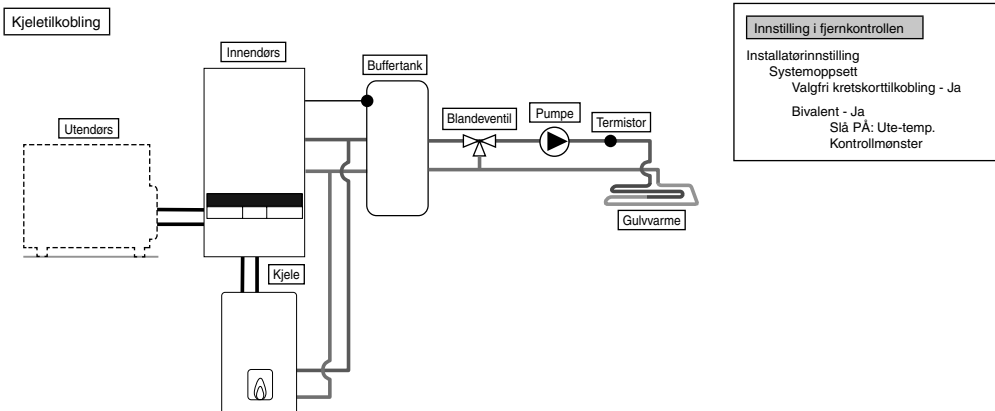 Kjeletilkobling
Innendørs
Buffertank
Blandeventil
Pumpe
Termistor
Utendørs
Gulvvarme
Kjele
Innstilling i fjernkontrollen
Installatørinnstilling
Systemoppsett
Valgfri kretskorttilkobling - Ja
Bivalent - Ja
Slå PÅ: Ute-temp.
Kontrollmønster